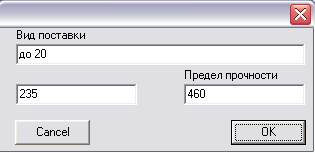 Вид поставки
до 20
Предел прочности
235 460
Cancel OK